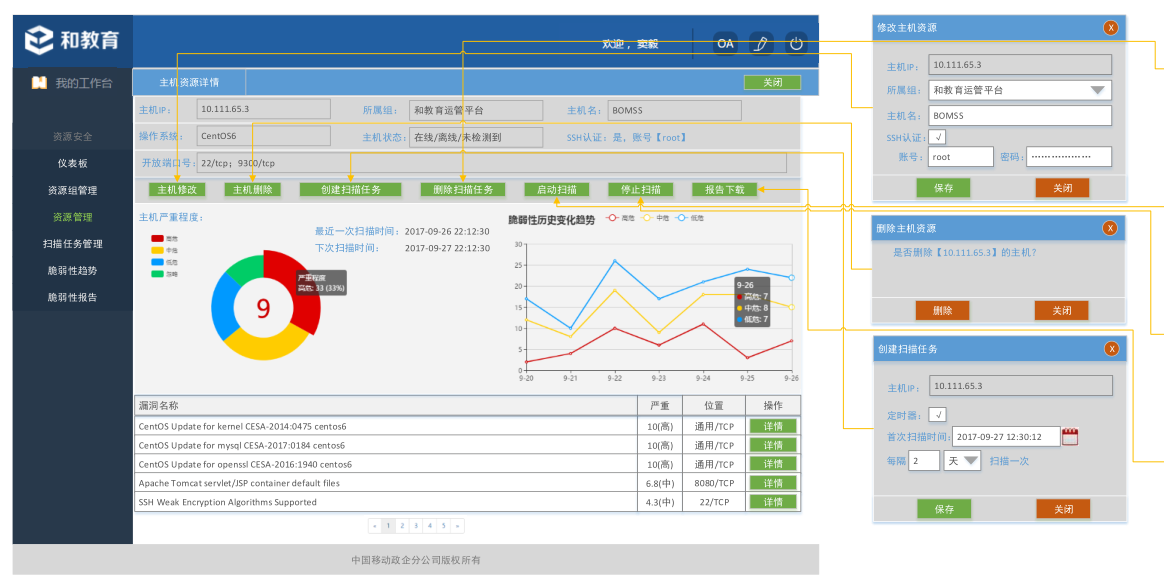 和教育
欢迎，窦毅
OA
我的工作台
主机资源详情
关闭
资源安全
仪表板
资源组管理
资源管理
扫描任务管理
脆弱性趋势
脆弱性报告
主机IP：
10.111.65.3
所属组：
和教育运管平台
主机名：
BOMSS
操作系统：
CentOS6
主机状态：
在线/离线/未检测到
SSH认证：是，账号【root】
开放端口号：
22/tcp；9300/tcp
主机修改
主机删除
创建扫描任务
删除扫描任务
启动扫描
停止扫描
报告下载
主机严重程度：
高危
中危
低危
忽略
最近一次扫描时间：
2017-09-26 22:12:30
下次扫描时间：
2017-09-27 22:12:30
严重程度
高危: 33 (33%)
9
脆弱性历史变化趋势
高危
中危
低危
30
25
20
15
10
5
0
9-20
9-21
9-22
9-23
9-24
9-25
9-26
9-26
高危: 7
中危: 8
低危: 7
漏洞名称 严重 位置 操作
CentOS Update for kernel CESA-2014:0475 centos6 10(高) 通用/TCP 详情
CentOS Update for mysql CESA-2017:0184 centos6 10(高) 通用/TCP 详情
CentOS Update for openssl CESA-2016:1940 centos6 10(高) 通用/TCP 详情
Apache Tomcat servlet/JSP container default files 6.8(中) 8080/TCP 详情
SSH Weak Encryption Algorithms Supported 4.3(中) 22/TCP 详情
« 1 2 3 4 5 »
中国移动政企分公司版权所有
修改主机资源
X
主机IP：
10.111.65.3
所属组：
和教育运管平台
主机名：
BOMSS
SSH认证：
√
账号：
root
密码：
················
保存
关闭
删除主机资源
X
是否删除【10.111.65.3】的主机？
删除
关闭
创建扫描任务
X
主机IP：
10.111.65.3
定时器：
√
首次扫描时间：
2017-09-27 12:30:12
每隔
2
天
扫描一次
保存
关闭